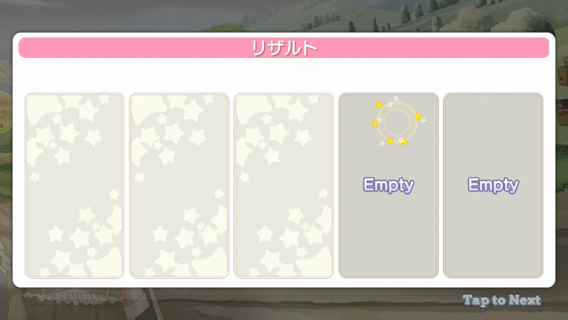 リザルト
Empty
Empty
Tap to Next